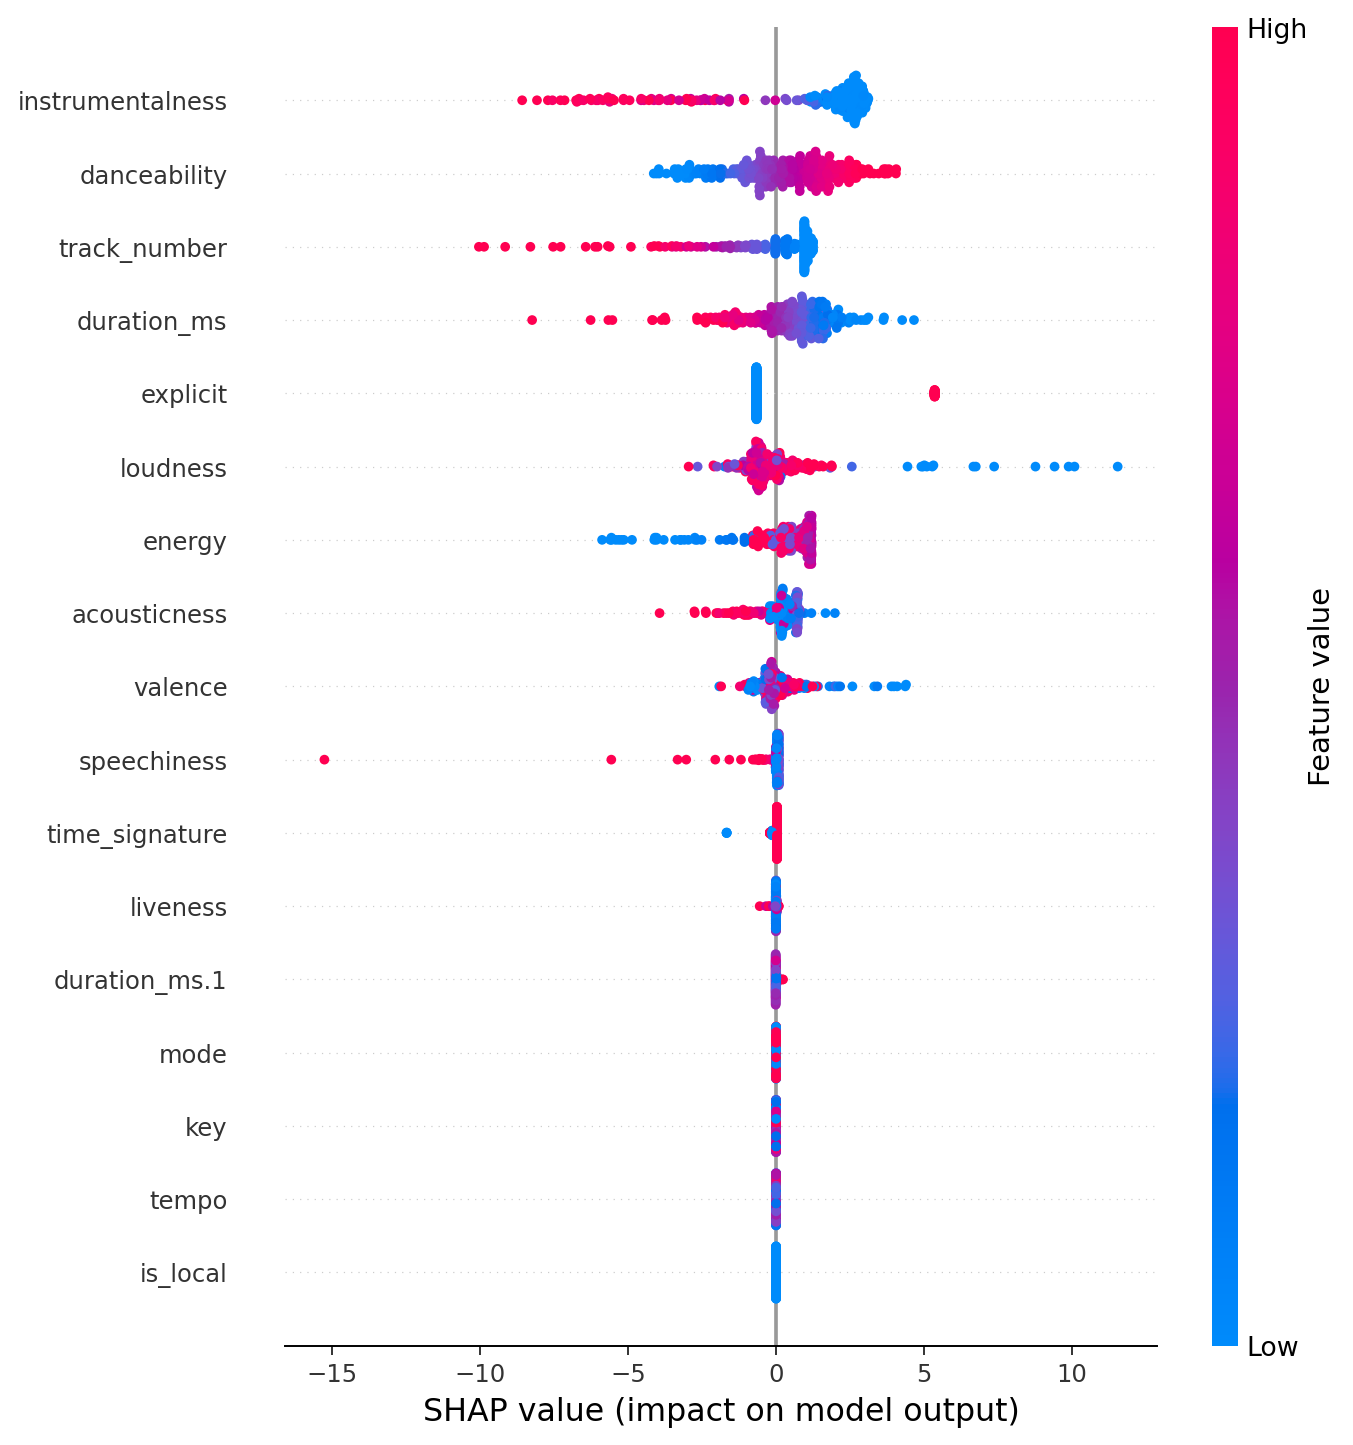 High
instrumentalness
danceability
track_number
duration_ms
explicit
loudness
energy
acousticness
valence
speechiness
time_signature
liveness
duration_ms.1
mode
key
tempo
is_local
Feature value
Low
−15 −10 −5 0 5 10
SHAP value (impact on model output)